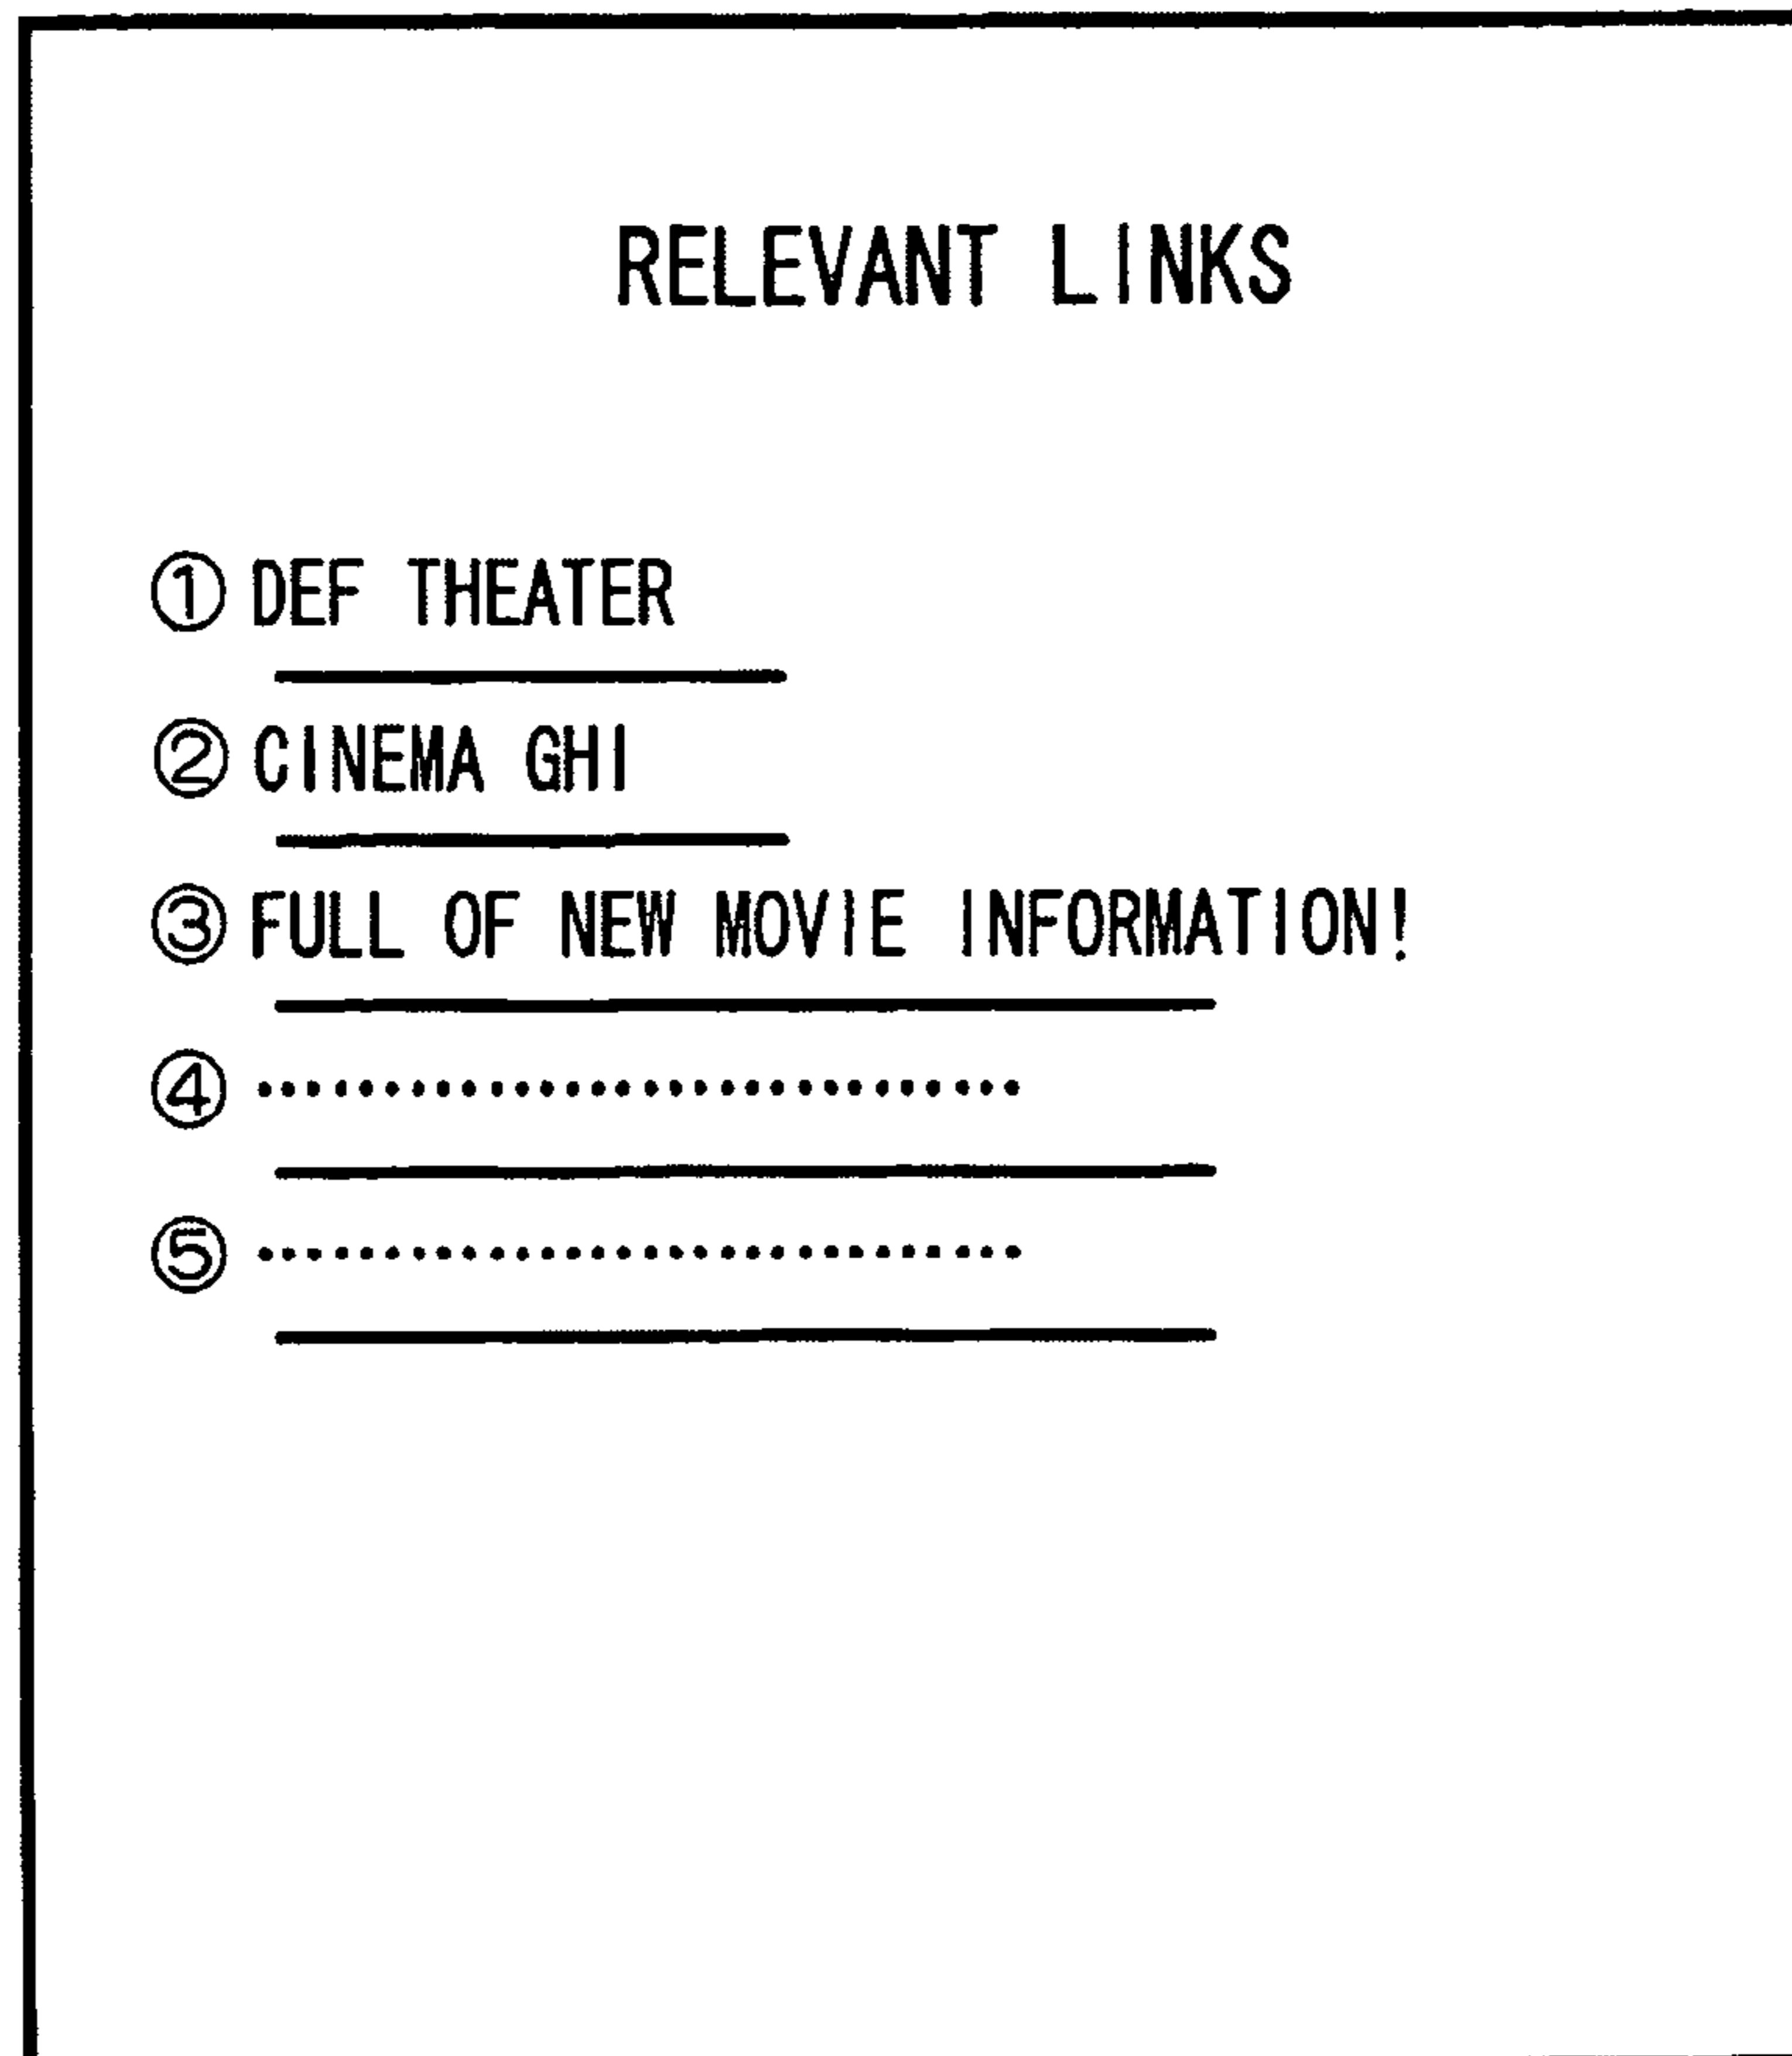 RELEVANT LINKS
① DEF THEATER
② CINEMA GHI
③ FULL OF NEW MOVIE INFORMATION!
④ ······························
⑤ ······························